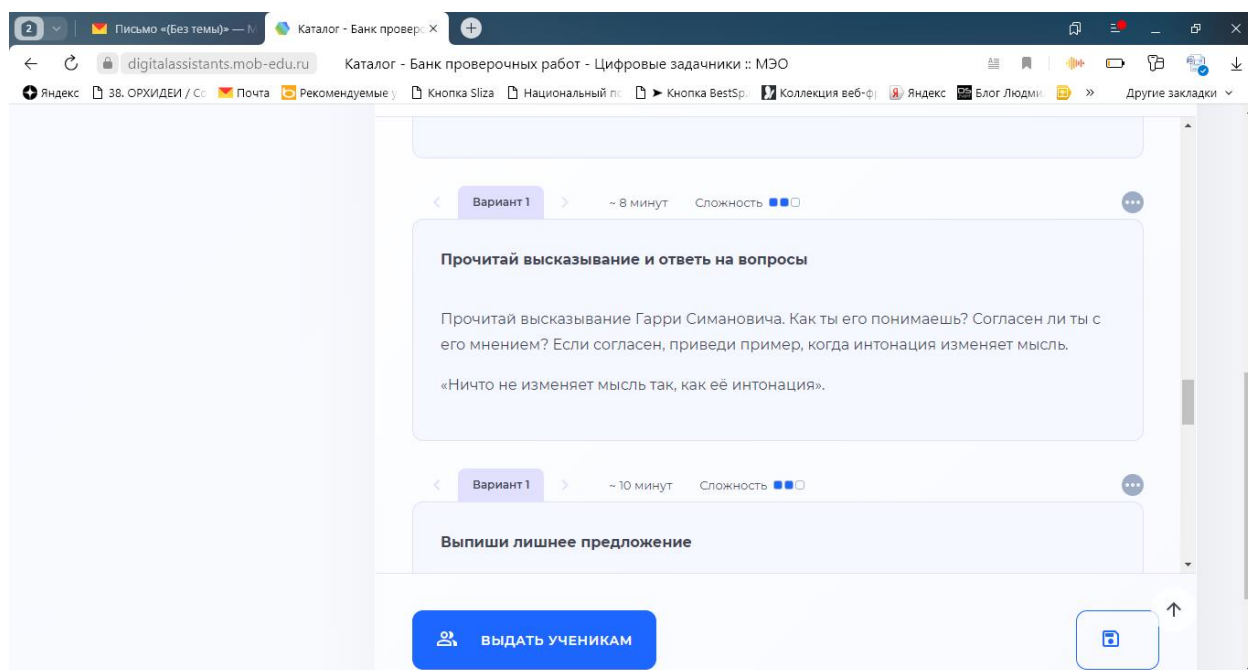 2
Письмо «(Без темы)» —
Каталог - Банк провер
digitalassistants.mob-edu.ru Каталог - Банк проверочных работ - Цифровые задачники :: МЭО
Яндекс 38. ОРХИДЕИ / Почта Рекомендуемые Кнопка Sliza Национальный Кнопка BestSp Коллекция веб-ф Яндекс Блог Людми » Другие закладки
Вариант 1 ~ 8 минут Сложность
Прочитай высказывание и ответь на вопросы
Прочитай высказывание Гарри Симановича. Как ты его понимаешь? Согласен ли ты с
его мнением? Если согласен, приведи пример, когда интонация изменяет мысль.
«Ничто не изменяет мысль так, как её интонация».
Вариант 1 ~ 10 минут Сложность
Выпиши лишнее предложение
ВЫДАТЬ УЧЕНИКАМ